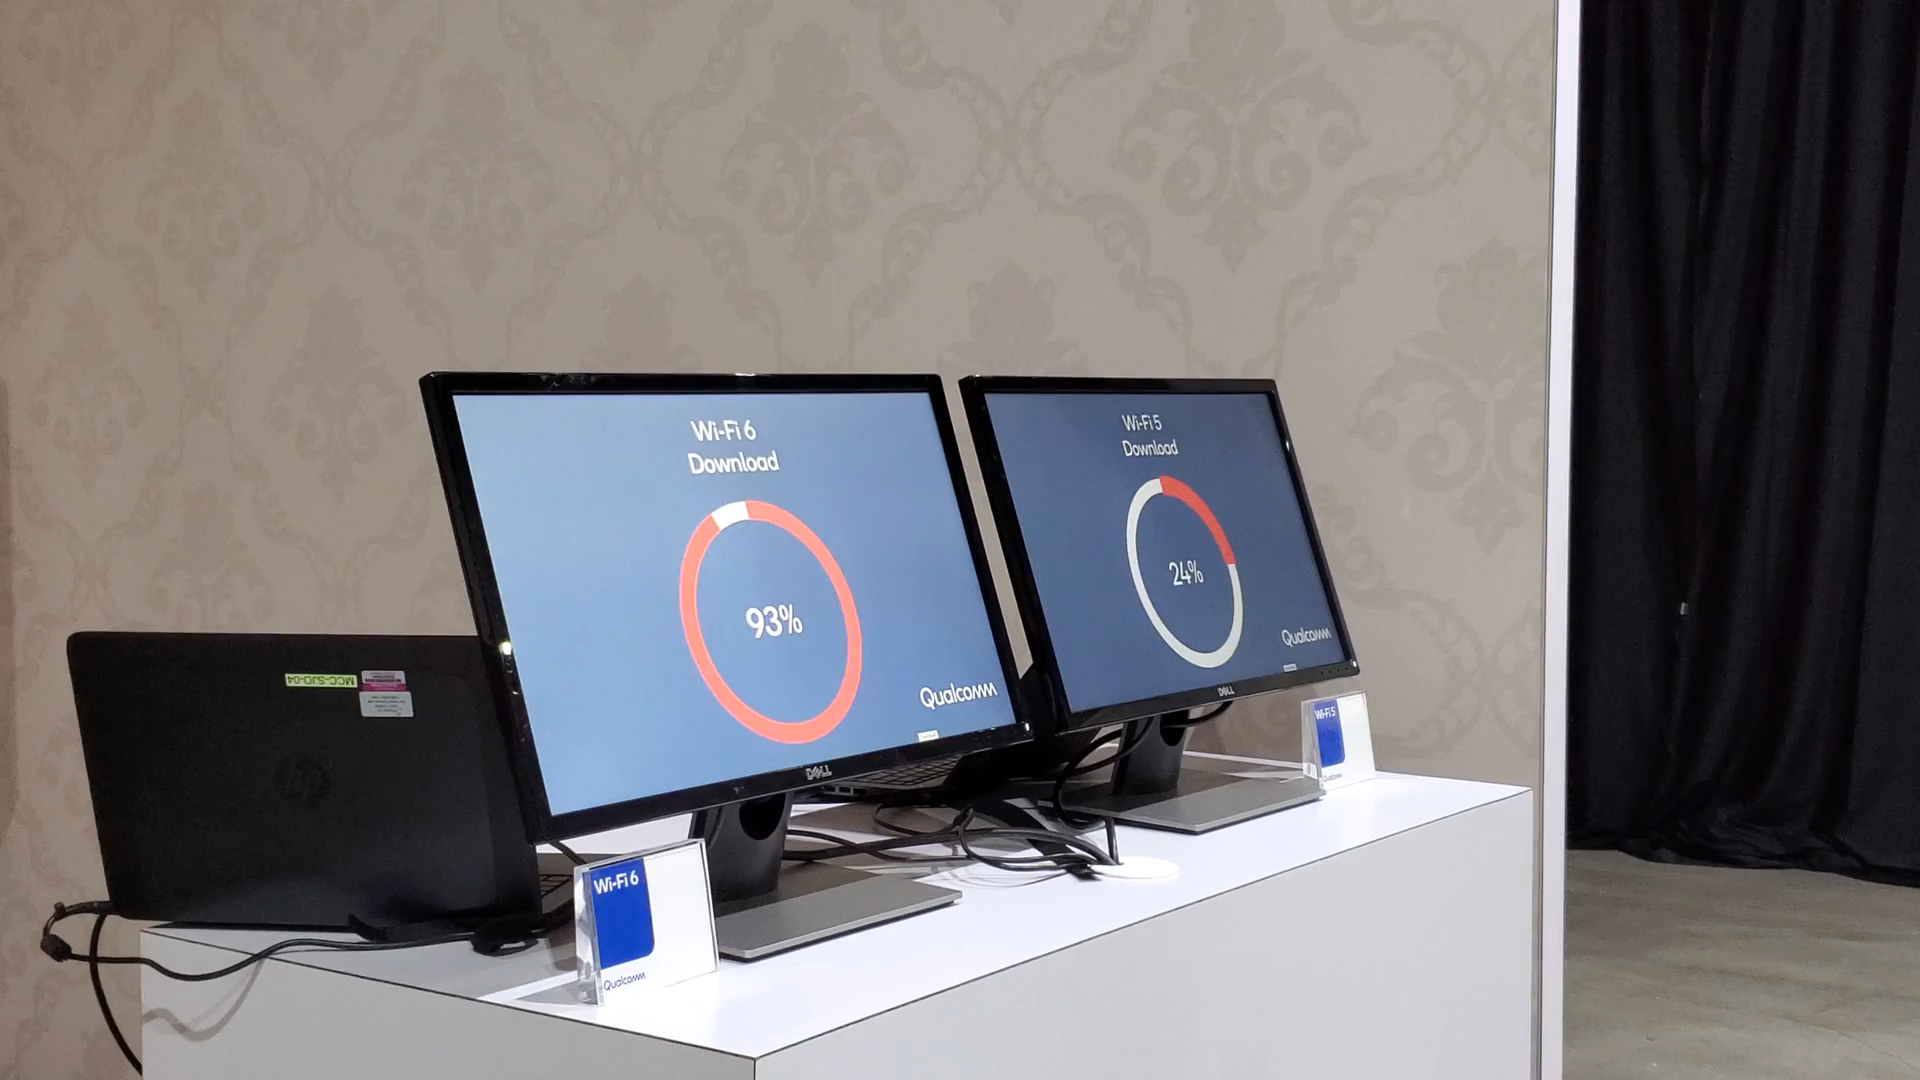 Wi-Fi 6
Download
93%
Qualcomm
DELL
Wi-Fi 5
Download
24%
Qualcomm
DELL
MCC-SJD-04
hp
Wi-Fi 6
Qualcomm
Wi-Fi 5
Qualcomm